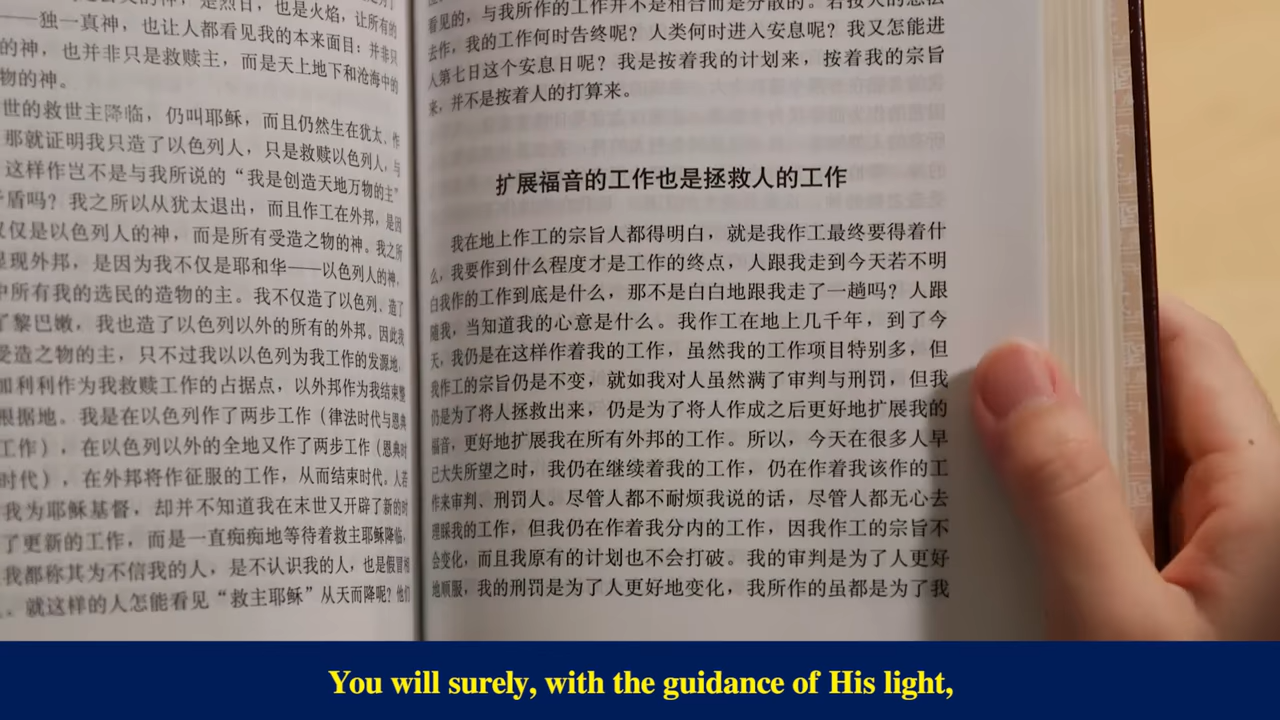 ——独一真神，也让人都看见我的本来面目：并非只
的神，也并非只是救赎主，而是天上地下和沧海中的
物的神。
世的救世主降临，仍叫耶稣，而且仍然生在犹太、作
那就证明我只造了以色列人，只是救赎以色列人，与
这样作岂不是与我所说的“我是创造天地万物的主”
盾吗？我之所以从犹太退出，而且作工在外邦，是因
仅是以色列人的神，而是所有受造之物的神。我之所
现外邦，是因为我不仅是耶和华——以色列人的神，
中所有我的选民的造物的主。我不仅造了以色列、造了
了黎巴嫩，我也造了以色列以外的所有的外邦。因此我
受造之物的主，只不过我以以色列为我工作的发源地，
加利利作为我救赎工作的占据点，以外邦作为我结束整
根据地。我是在以色列作了两步工作（律法时代与恩典
工作），在以色列以外的全地又作了两步工作（恩典时
时代），在外邦将作征服的工作，从而结束时代。人若
我为耶稣基督，却并不知道我在末世又开辟了新的时
了更新的工作，而是一直痴痴地等待着救主耶稣降临，
我都称其为不信我的人，是不认识我的人，也是假冒相
就这样的人怎能看见“救主耶稣”从天而降呢？他们
看见的，与我所作的工作并不是相合而是分散的。若按人的想法
去作，我的工作何时告终呢？人类何时进入安息呢？我又怎能进
入第七日这个安息日呢？我是按着我的计划来，按着我的宗旨
来，并不是按着人的打算来。
扩展福音的工作也是拯救人的工作
我在地上作工的宗旨人都得明白，就是我作工最终要得着什
么，我要作到什么程度才是工作的终点，人跟我走到今天若不明
白我作的工作到底是什么，那不是白白地跟我走了一趟吗？人跟
随我，当知道我的心意是什么。我作工在地上几千年，到了今
天，我仍是在这样作着我的工作，虽然我的工作项目特别多，但
我作工的宗旨仍是不变，就如我对人虽然满了审判与刑罚，但我
仍是为了将人拯救出来，仍是为了将人作成之后更好地扩展我的
福音，更好地扩展我在所有外邦的工作。所以，今天在很多人早
已大失所望之时，我仍在继续着我的工作，仍在作着我该作的工
作来审判、刑罚人。尽管人都不耐烦我说的话，尽管人都无心去
理睬我的工作，但我仍在作着我分内的工作，因我作工的宗旨不
会变化，而且我原有的计划也不会打破。我的审判是为了人更好
地顺服，我的刑罚是为了人更好地变化，我所作的虽都是为了我
You will surely, with the guidance of His light,